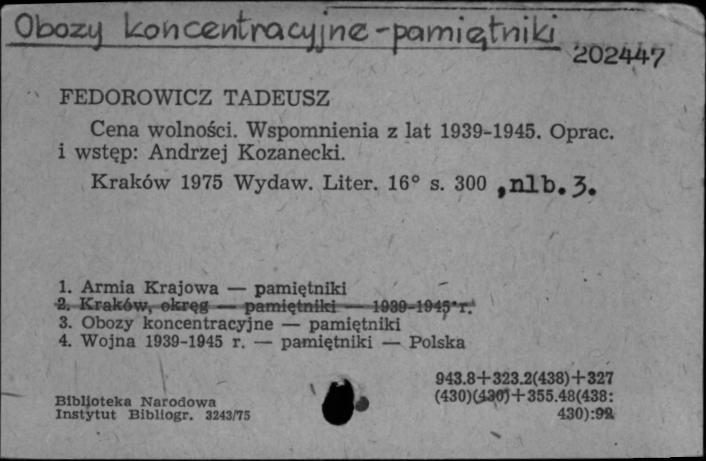 Obozy koncentracyjne - pamiętniki
202447
FEDOROWICZ TADEUSZ
Cena wolności. Wspomnienia z lat 1939-1945. Oprac.
i wstęp: Andrzej Kozanecki.
Kraków 1975 Wydaw. Liter. 16° s. 300 , nlb. 3.
1. Armia Krajowa — pamiętniki
2. Kraków, okręg — pamiętniki — 1939-1945 r.
3. Obozy koncentracyjne — pamiętniki
4. Wojna 1939-1945 r. — pamiętniki — Polska
943.8+323.2(438)+327
(430)(430)+355.48(438:
430):92
Biblioteka Narodowa
Instytut Bibliogr. 3243/75